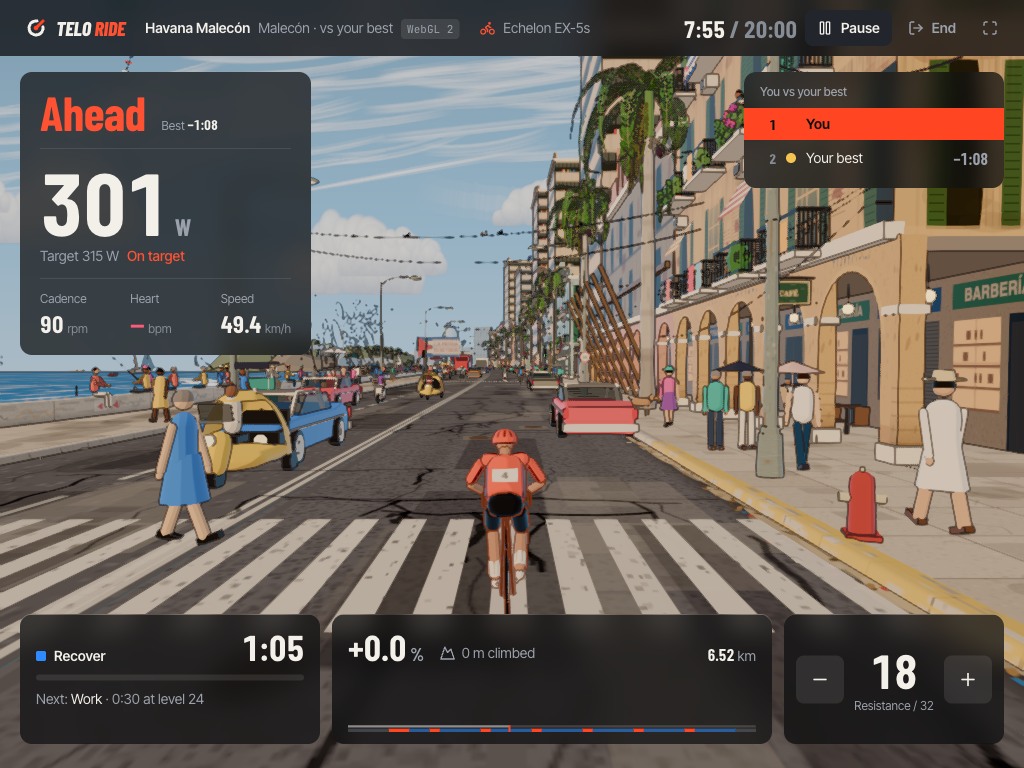 TELO RIDE Havana Malecón Malecón · vs your best WebGL 2 Echelon EX-5s 7:55 / 20:00 Pause End
Ahead Best −1:08
301 W
Target 315 W On target
Cadence Heart Speed
90 rpm – bpm 49.4 km/h
You vs your best
1 You
2 Your best −1:08
CAFE
BARBERÍA
4
Recover 1:05
Next: Work · 0:30 at level 24
+0.0 % 0 m climbed 6.52 km
− 18 +
Resistance / 32